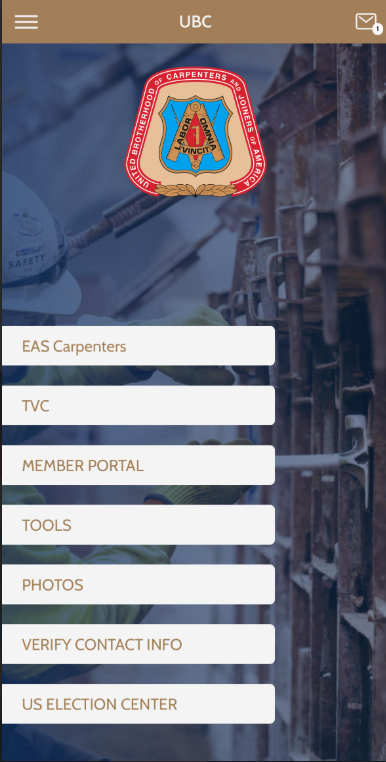 UBC
1
UNITED BROTHERHOOD OF CARPENTERS AND JOINERS OF AMERICA
LABOR OMNIA VINCIT
SAFETY
EAS Carpenters
TVC
MEMBER PORTAL
TOOLS
PHOTOS
VERIFY CONTACT INFO
US ELECTION CENTER